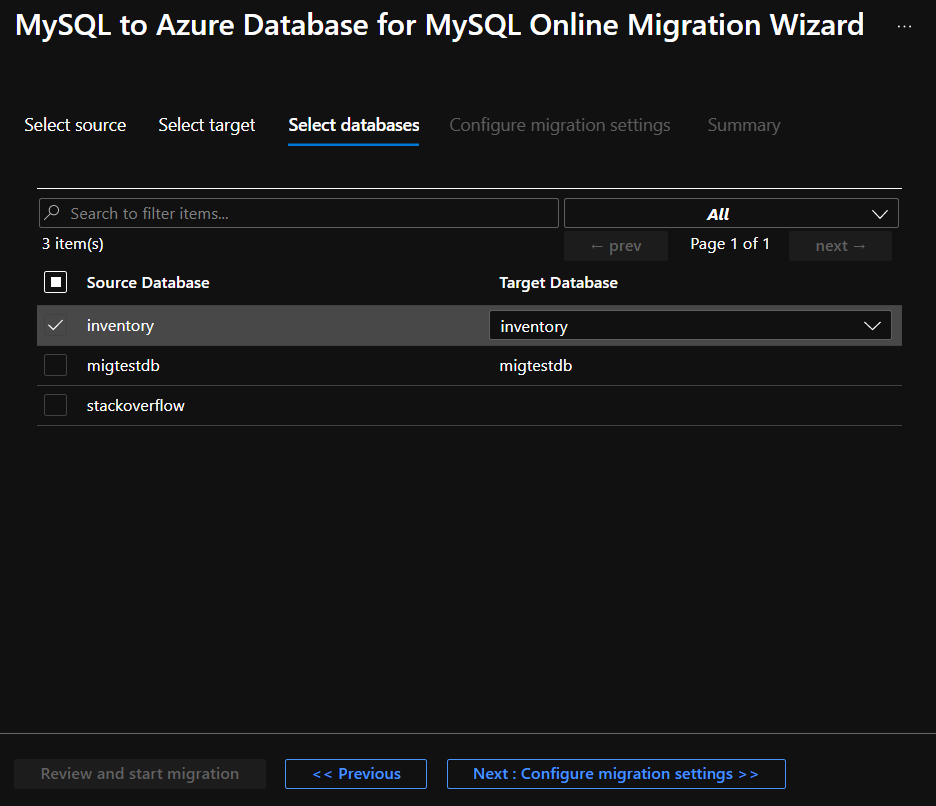 MySQL to Azure Database for MySQL Online Migration Wizard ...
Select source Select target Select databases Configure migration settings Summary
Search to filter items... All
3 item(s) ← prev Page 1 of 1 next →
Source Database Target Database
inventory inventory
migtestdb migtestdb
stackoverflow
Review and start migration << Previous Next : Configure migration settings >>